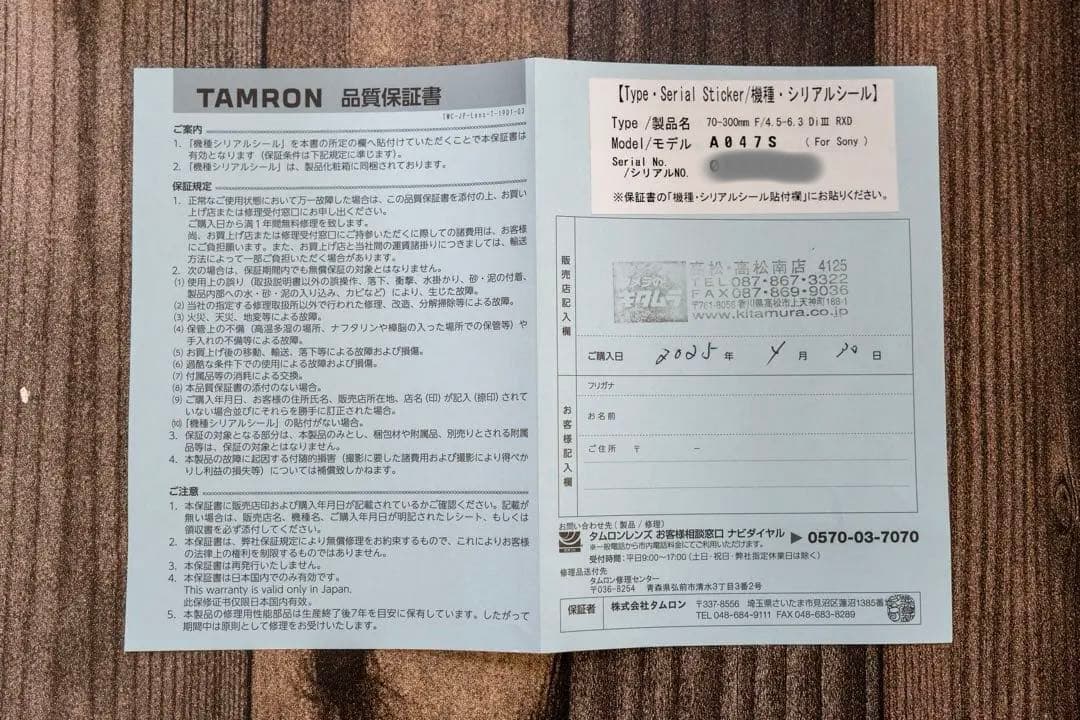 TAMRON 品質保証書
ご案内
1. 「機種シリアルシール」を本書の所定の欄へ貼付けていただくことで本保証書は
有効となります（保証条件は下記規定に準じます）。
2. 「機種シリアルシール」は、製品化粧箱に同梱されております。
保証規定
1. 正常なご使用状態において万一故障した場合は、この品質保証書を添付の上、お買い
上げ店または修理受付窓口にお申し出ください。
ご購入日から満1年間無料修理を致します。
尚、お買上げ店または修理受付窓口にご持参いただくに際しての諸費用は、お客様
にご負担願います。また、お買上げ店と当社間の運賃諸掛りにつきましては、輸送
方法によって一部ご負担いただく場合があります。
2. 次の場合は、保証期間内でも無償保証の対象とはなりません。
(1) 使用上の誤り（取扱説明書以外の誤操作、落下、衝撃、水掛かり、砂・泥の付着、
製品内部への水・砂・泥の入り込み、カビなど）により、生じた故障。
(2) 当社の指定する修理取扱所以外で行われた修理、改造、分解掃除等による故障。
(3) 火災、天災、地変等による故障。
(4) 保管上の不備（高温多湿の場所、ナフタリンや樟脳の入った場所での保管等）や
手入れの不備等による故障。
(5) お買上げ後の移動、輸送、落下等による故障および損傷。
(6) 過酷な条件下での使用による故障および損傷。
(7) 付属品等の消耗による交換。
(8) 本品質保証書の添付のない場合。
(9) ご購入年月日、お客様の住所氏名、販売店所在地、店名（印）が記入（捺印）されて
いない場合並びにそれらを勝手に訂正された場合。
(10) 「機種シリアルシール」の貼付がない場合。
3. 保証の対象となる部分は、本製品のみとし、梱包材や付属品、別売りとされる附属
品等は、保証の対象とはなりません。
4. 本製品の故障に起因する付随的損害（撮影に要した諸費用および撮影により得べか
りし利益の損失等）については補償致しかねます。
ご注意
1. 本保証書に販売店印および購入年月日が記載されているかご確認ください。記載が
無い場合は、販売店名、機種名、ご購入年月日が明記されたレシート、もしくは
領収書を必ず添付してください。
2. 本保証書は、弊社保証規定により無償修理をお約束するもので、これによりお客様
の法律上の権利を制限するものではありません。
3. 本保証書は再発行いたしません。
4. 本保証書は日本国内でのみ有効です。
This warranty is valid only in Japan.
此保修证书仅限日本国内有效。
5. 本製品の修理用性能部品は生産終了後7年を目安に保有しています。したがって
期間中は原則として修理をお受けいたします。
【Type・Serial Sticker/機種・シリアルシール】
Type /製品名 70-300mm F/4.5-6.3 DiⅢ RXD
Model/モデル A047S (For Sony)
Serial No.
/シリアルNO.
※保証書の「機種・シリアルシール貼付欄」にお貼りください。
販売店記入欄
カメラのキタムラ
高松・高松南店 4125
TEL 087-867-3322
FAX 087-869-9036
〒761-8056 香川県高松市上天神町188-1
www.kitamura.co.jp
ご購入日 2025 年 4 月 30 日
お客様記入欄
フリガナ
お名前
ご住所 〒 －
お問い合わせ先（製品 / 修理）
タムロンレンズ お客様相談窓口 ナビダイヤル ▶ 0570-03-7070
※一般電話から市内電話料金にてご利用いただけます。
受付時間：平日9:00～17:00（土日・祝日・弊社指定休業日は除く）
修理品送付先
タムロン修理センター
〒036-8254 青森県弘前市清水3丁目3番2号
保証者 株式会社タムロン 〒337-8556 埼玉県さいたま市見沼区蓮沼1385番
TEL 048-684-9111 FAX 048-683-8289